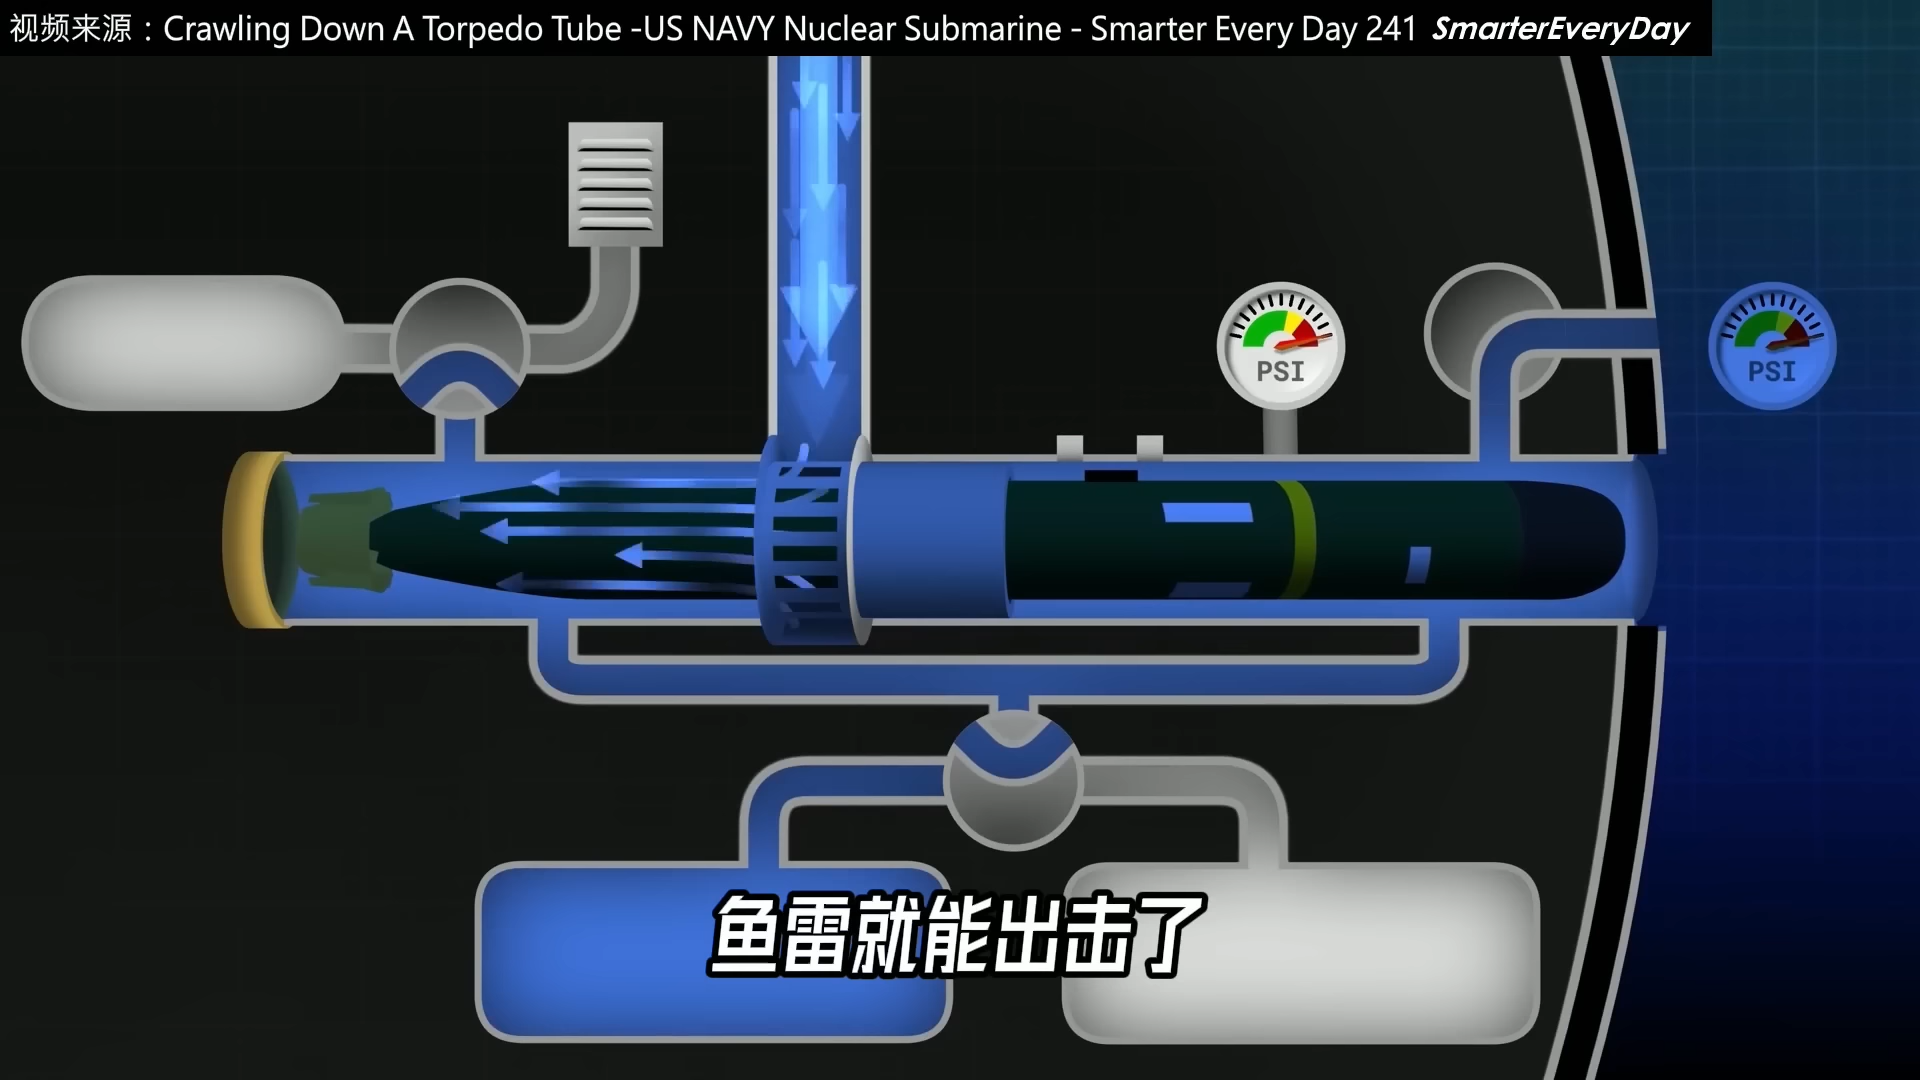 视频来源：Crawling Down A Torpedo Tube -US NAVY Nuclear Submarine - Smarter Every Day 241 SmarterEveryDay
PSI
PSI
鱼雷就能出击了